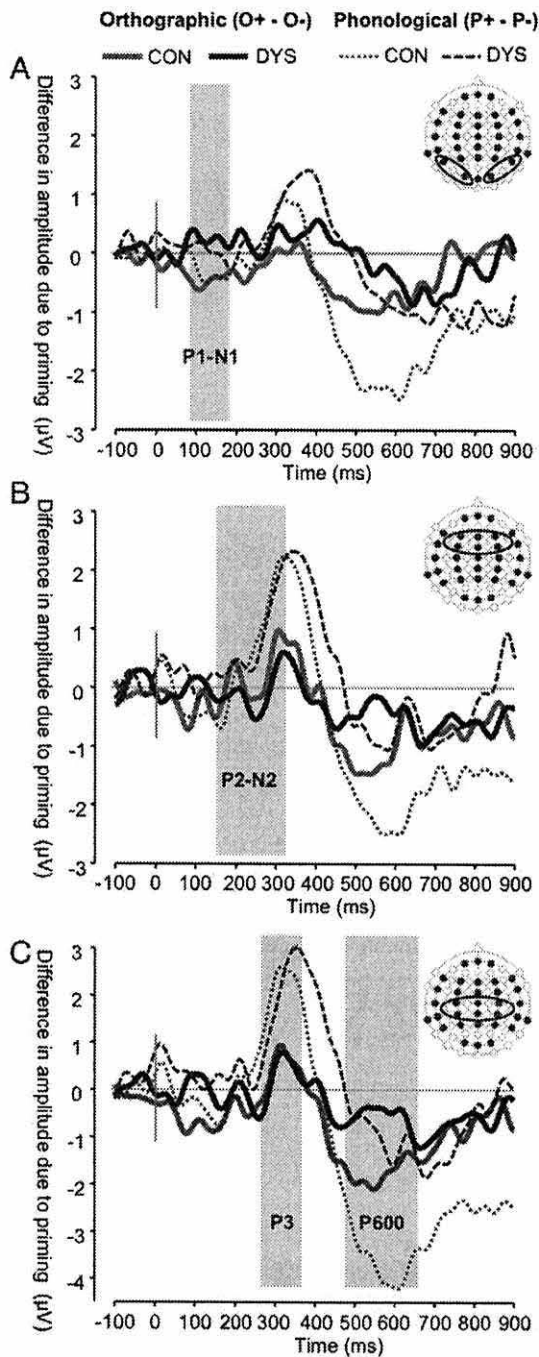 Orthographic (O+ - O-) Phonological (P+ - P-)
CON DYS CON DYS
A
Difference in amplitude due to priming (µV)
3
2
1
0
-1
-2
-3
P1-N1
-100 0 100 200 300 400 500 600 700 800 900
Time (ms)
B
Difference in amplitude due to priming (µV)
3
2
1
0
-1
-2
-3
P2-N2
-100 0 100 200 300 400 500 600 700 800 900
Time (ms)
C
Difference in amplitude due to priming (µV)
3
2
1
0
-1
-2
-3
-4
P3 P600
-100 0 100 200 300 400 500 600 700 800 900
Time (ms)